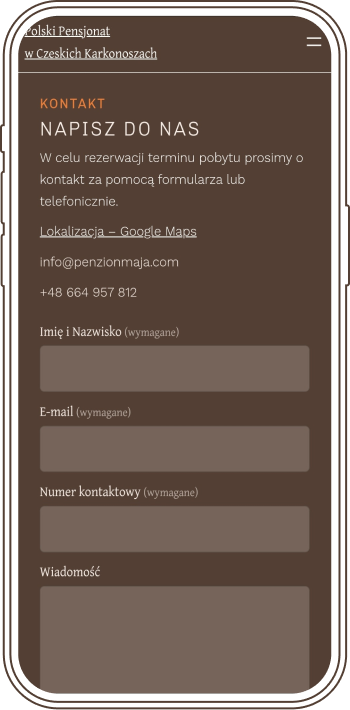 Polski Pensjonat
w Czeskich Karkonoszach
KONTAKT
NAPISZ DO NAS
W celu rezerwacji terminu pobytu prosimy o
kontakt za pomocą formularza lub
telefonicznie.
Lokalizacja – Google Maps
info@penzionmaja.com
+48 664 957 812
Imię i Nazwisko (wymagane)
E-mail (wymagane)
Numer kontaktowy (wymagane)
Wiadomość